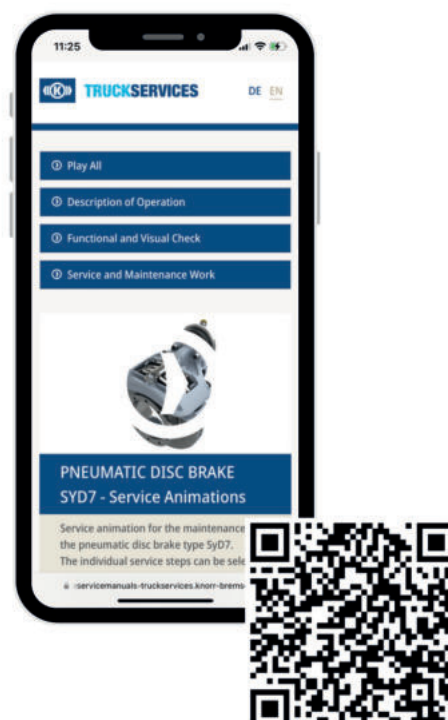 11:25
K TRUCKSERVICES DE EN
Play All
Description of Operation
Functional and Visual Check
Service and Maintenance Work
PNEUMATIC DISC BRAKE
SYD7 - Service Animations
Service animation for the maintenance
the pneumatic disc brake type SyD7.
The individual service steps can be sele
servicemanuals-truckservices.knorr-brems